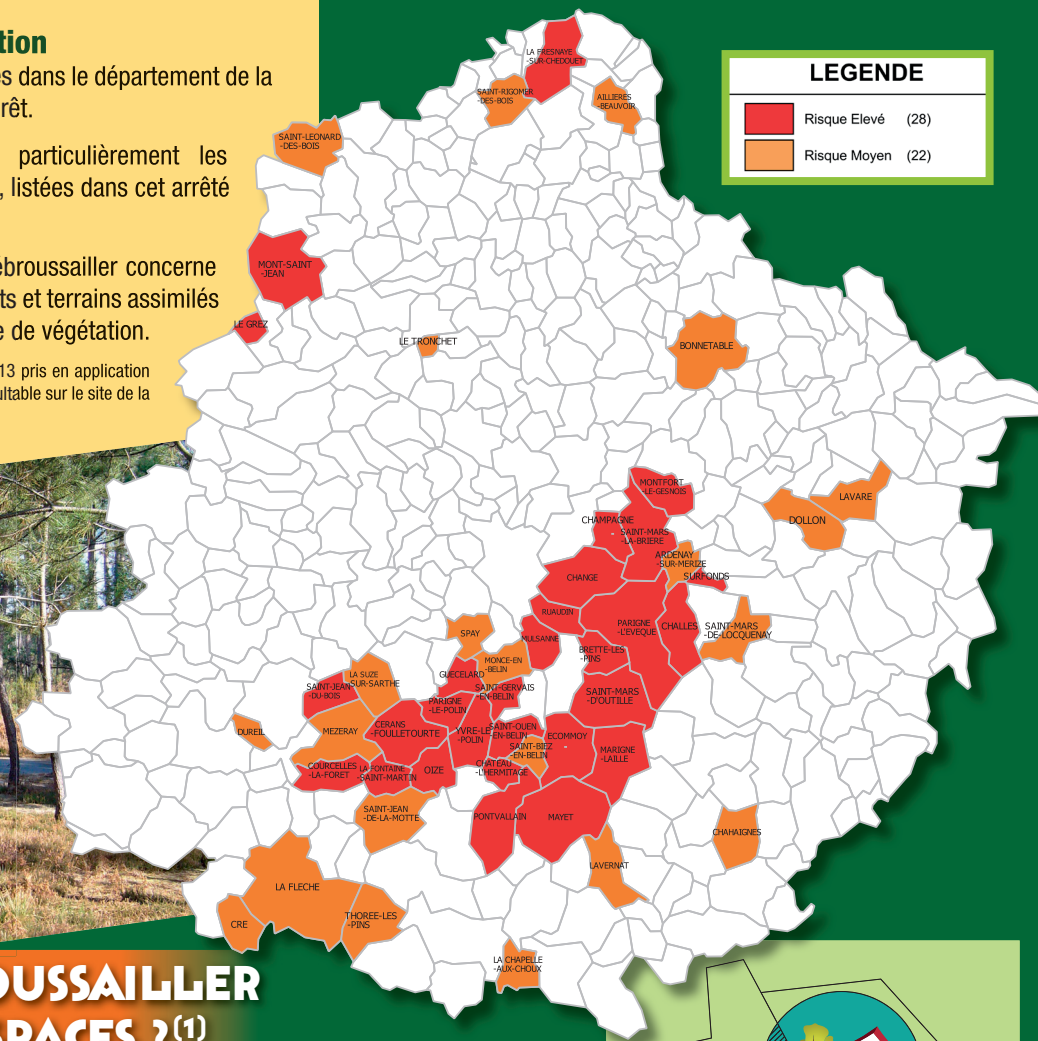 tion
es dans le département de la
rêt.
particulièrement les
, listées dans cet arrêté
ébroussailler concerne
ts et terrains assimilés
e de végétation.
13 pris en application
ultable sur le site de la
LEGENDE
Risque Elevé (28)
Risque Moyen (22)
LA FRESNAYE
-SUR-CHEDOUET
SAINT-RIGOMER
-DES-BOIS
AILLIERES
-BEAUVOIR
SAINT-LEONARD
-DES-BOIS
MONT-SAINT
-JEAN
LE GREZ
LE TRONCHET
BONNETABLE
MONTFORT
-LE-GESNOIS
LAVARE
DOLLON
CHAMPAGNE
SAINT-MARS
-LA-BRIERE
ARDENAY
-SUR-MERIZE
SURFONDS
CHANGE
RUAUDIN
PARIGNE
-L'EVEQUE
CHALLES
SAINT-MARS
-DE-LOCQUENAY
SPAY
MULSANNE
BRETTE-LES
-PINS
MONCE-EN
-BELIN
GUECELARD
LA SUZE
-SUR-SARTHE
SAINT-JEAN
-DU-BOIS
SAINT-GERVAIS
-EN-BELIN
SAINT-MARS
-D'OUTILLE
PARIGNE
-LE-POLIN
DUREIL
MEZERAY
CERANS
-FOULLETOURTE
YVRE-LE
-POLIN
SAINT-OUEN
-EN-BELIN
ECOMMOY
SAINT-BIEZ
-EN-BELIN
MARIGNE
-LAILLE
COURCELLES
-LA-FORET
LA FONTAINE
-SAINT-MARTIN
OIZE
CHATEAU
-L'HERMITAGE
SAINT-JEAN
-DE-LA-MOTTE
PONTVALLAIN
MAYET
CHAHAIGNES
LAVERNAT
LA FLECHE
CRE
THOREE-LES
-PINS
LA CHAPELLE
-AUX-CHOUX
OUSSAILLER
PACES ?(1)